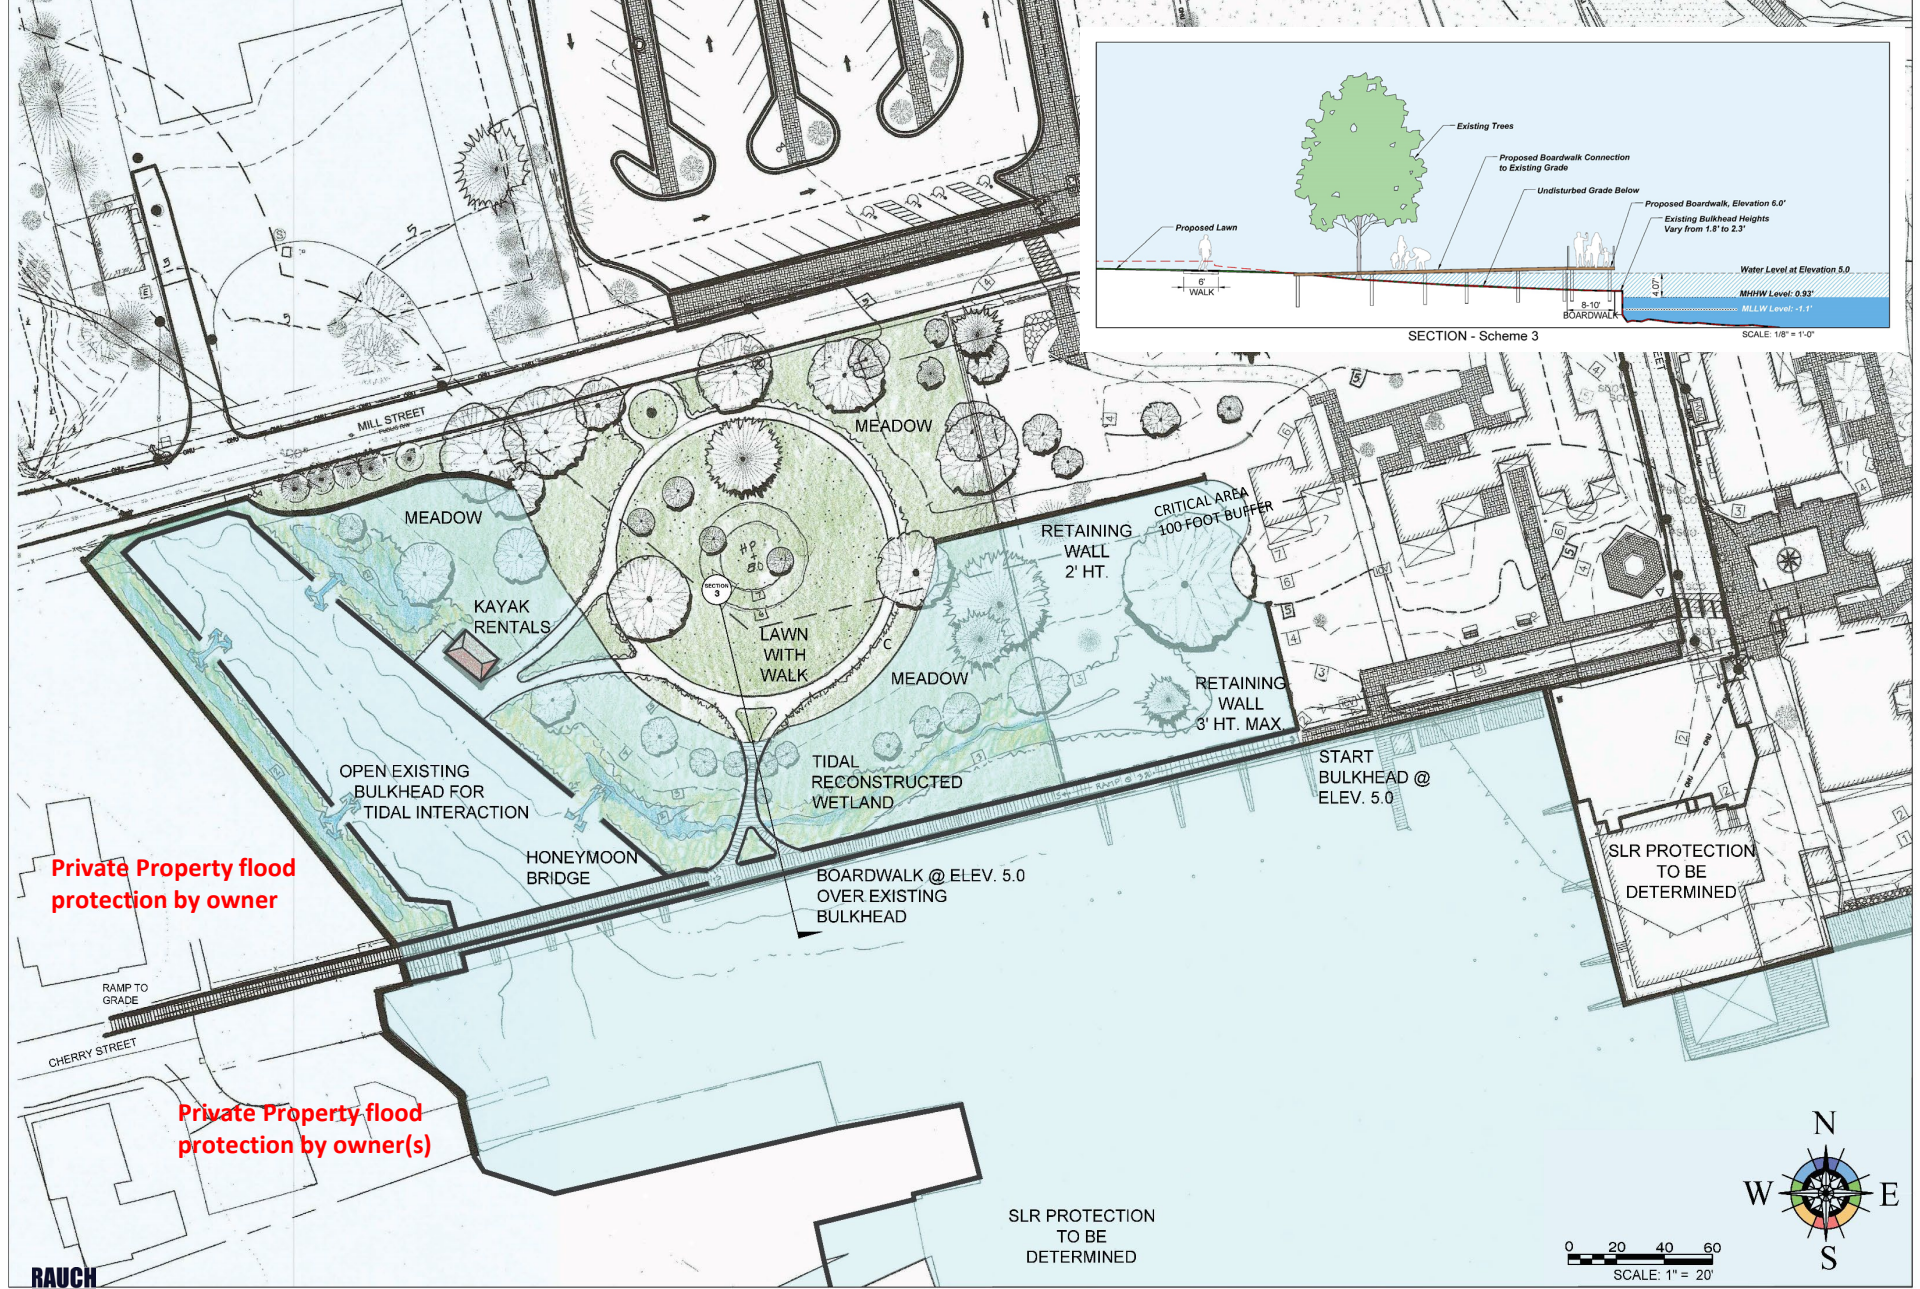 Existing Trees
Proposed Boardwalk Connection
to Existing Grade
Undisturbed Grade Below
Proposed Boardwalk, Elevation 6.0'
Existing Bulkhead Heights
Vary from 1.8' to 2.3'
Proposed Lawn
Water Level at Elevation 5.0
6'
WALK
4.07'
MHHW Level: 0.93'
8-10'
BOARDWALK
MLLW Level: -1.1'
SECTION - Scheme 3
SCALE: 1/8" = 1'-0"
MILL STREET
MEADOW
MEADOW
CRITICAL AREA
100 FOOT BUFFER
RETAINING
WALL
2' HT.
HP
8.0
SECTION
3
KAYAK
RENTALS
LAWN
WITH
WALK
C
MEADOW
RETAINING
WALL
3' HT. MAX.
TIDAL
RECONSTRUCTED
WETLAND
START
BULKHEAD @
ELEV. 5.0
OPEN EXISTING
BULKHEAD FOR
TIDAL INTERACTION
HONEYMOON
BRIDGE
BOARDWALK @ ELEV. 5.0
OVER EXISTING
BULKHEAD
SLR PROTECTION
TO BE
DETERMINED
Private Property flood
protection by owner
RAMP TO
GRADE
CHERRY STREET
Private Property flood
protection by owner(s)
SLR PROTECTION
TO BE
DETERMINED
N
W
E
S
0 20 40 60
SCALE: 1" = 20'
RAUCH